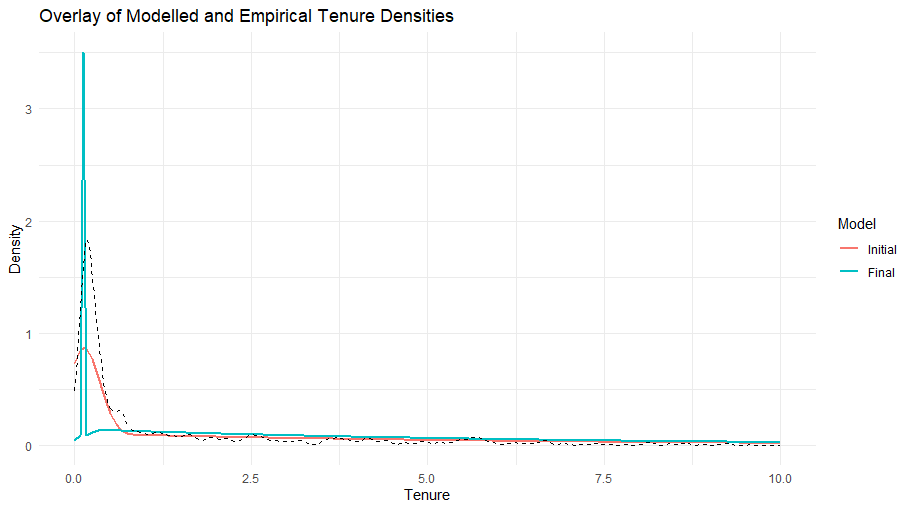 Overlay of Modelled and Empirical Tenure Densities
3
2
1
0
Density
0.0 2.5 5.0 7.5 10.0
Tenure
Model
Initial
Final